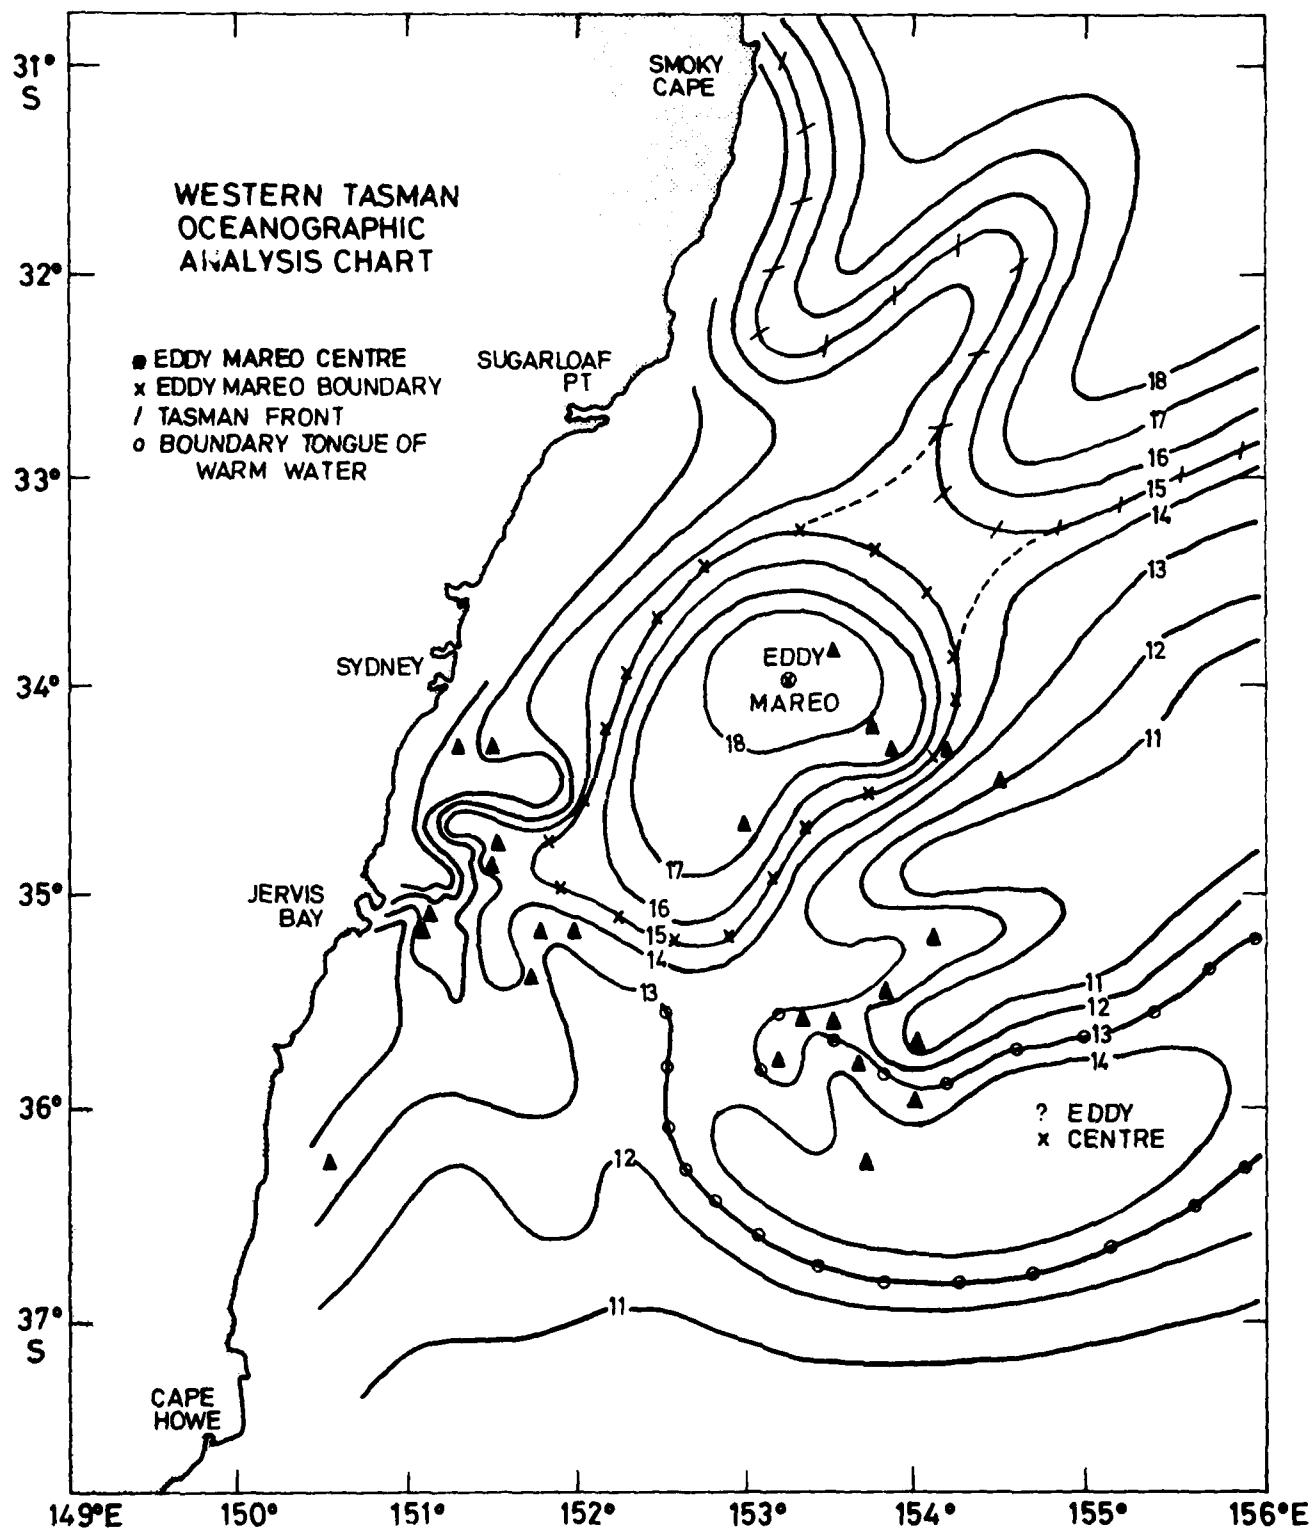 31°
S
SMOKY
CAPE
WESTERN TASMAN
OCEANOGRAPHIC
ANALYSIS CHART
32°
● EDDY MAREO CENTRE
x EDDY MAREO BOUNDARY
/ TASMAN FRONT
o BOUNDARY TONGUE OF
WARM WATER
SUGARLOAF
PT
18
17
16
15
14
33°
13
12
SYDNEY
EDDY
MAREO
34°
11
18
17
35°
JERVIS
BAY
16
15
14
13
11
12
13
14
36°
? EDDY
x CENTRE
12
11
37°
S
CAPE
HOWE
149°E 150° 151° 152° 153° 154° 155° 156°E